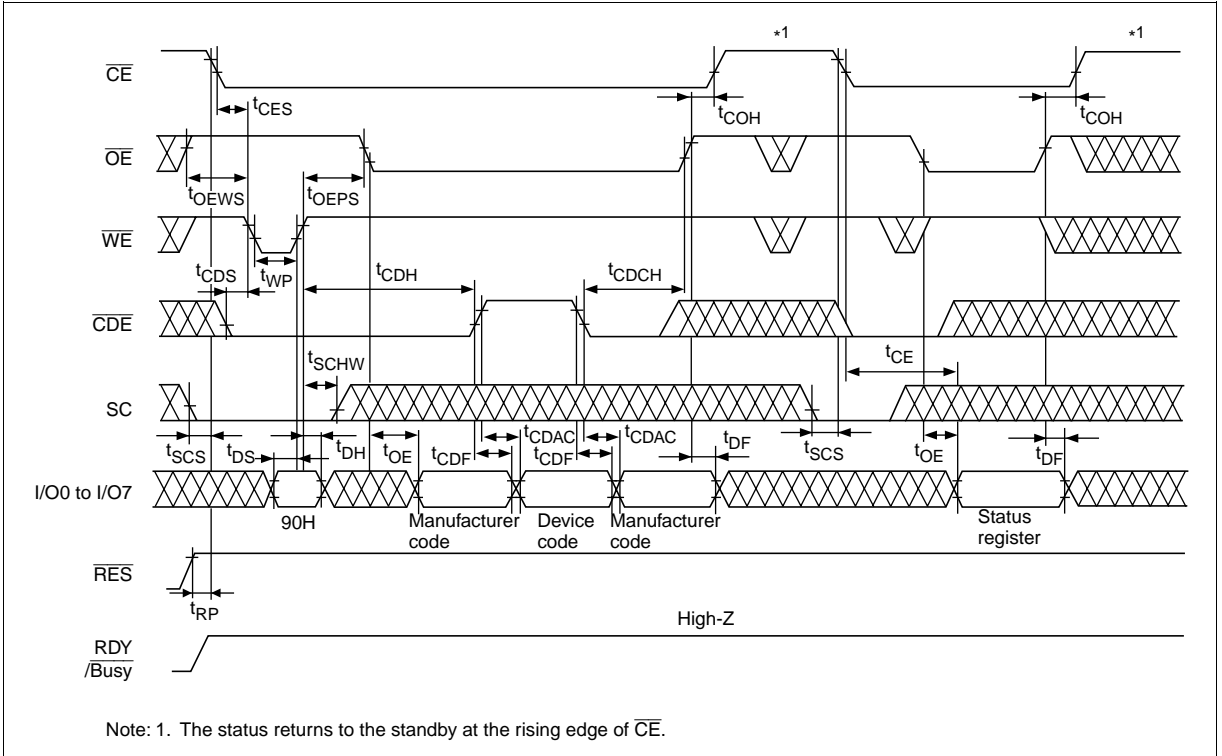 *1
*1
CE
tCES
tCOH
tCOH
OE
tOEWS
tOEPS
WE
tCDS
tWP
tCDH
tCDCH
CDE
tSCHW
tCE
SC
tSCS
tDS
tDH
tOE
tCDAC
tCDF
tCDAC
tCDF
tDF
tSCS
tOE
tDF
I/O0 to I/O7
90H
Manufacturer
code
Device
code
Manufacturer
code
Status
register
RES
tRP
High-Z
RDY
/Busy
Note: 1. The status returns to the standby at the rising edge of CE.